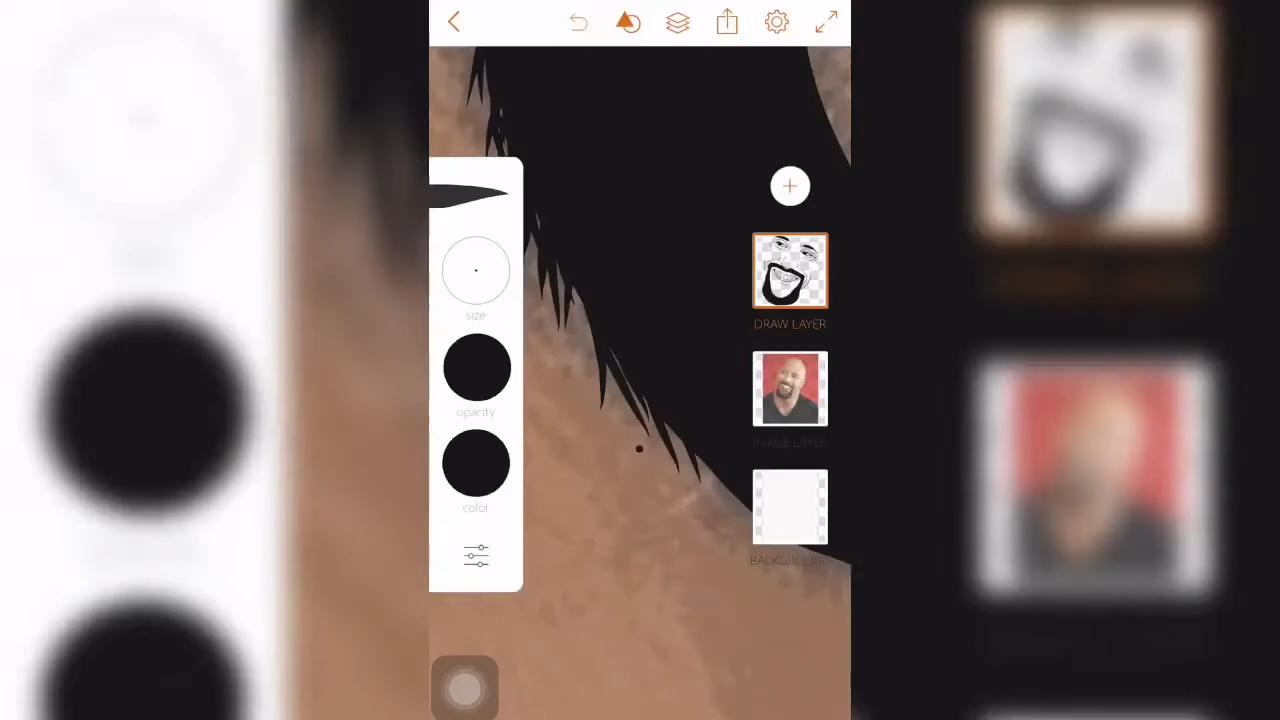 size
DRAW LAYER
opacity
IMAGE LAYER
color
BACKGROUND